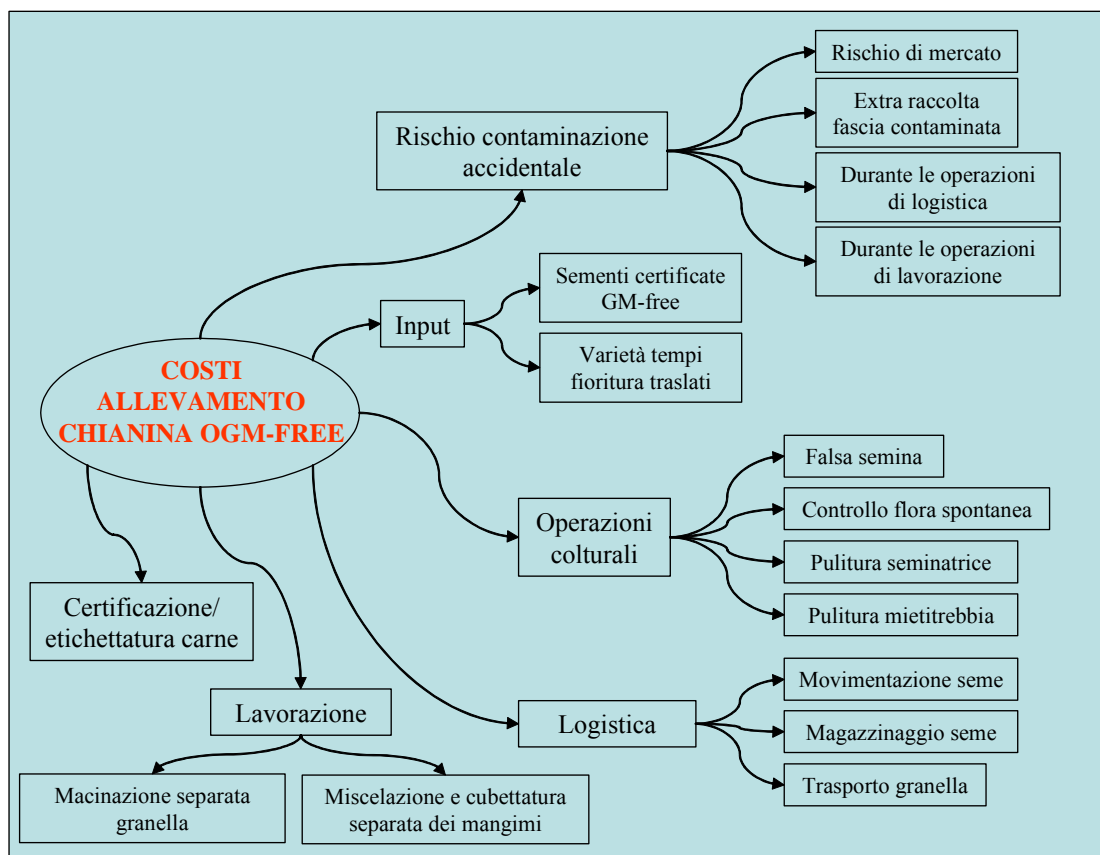 Rischio di mercato
Extra raccolta
fascia contaminata
Rischio contaminazione
accidentale
Durante le operazioni
di logistica
Durante le operazioni
di lavorazione
Sementi certificate
GM-free
Input
Varietà tempi
fioritura traslati
COSTI
ALLEVAMENTO
CHIANINA OGM-FREE
Falsa semina
Controllo flora spontanea
Operazioni
colturali
Pulitura seminatrice
Pulitura mietitrebbia
Certificazione/
etichettatura carne
Movimentazione seme
Lavorazione
Logistica
Magazzinaggio seme
Trasporto granella
Macinazione separata
granella
Miscelazione e cubettatura
separata dei mangimi